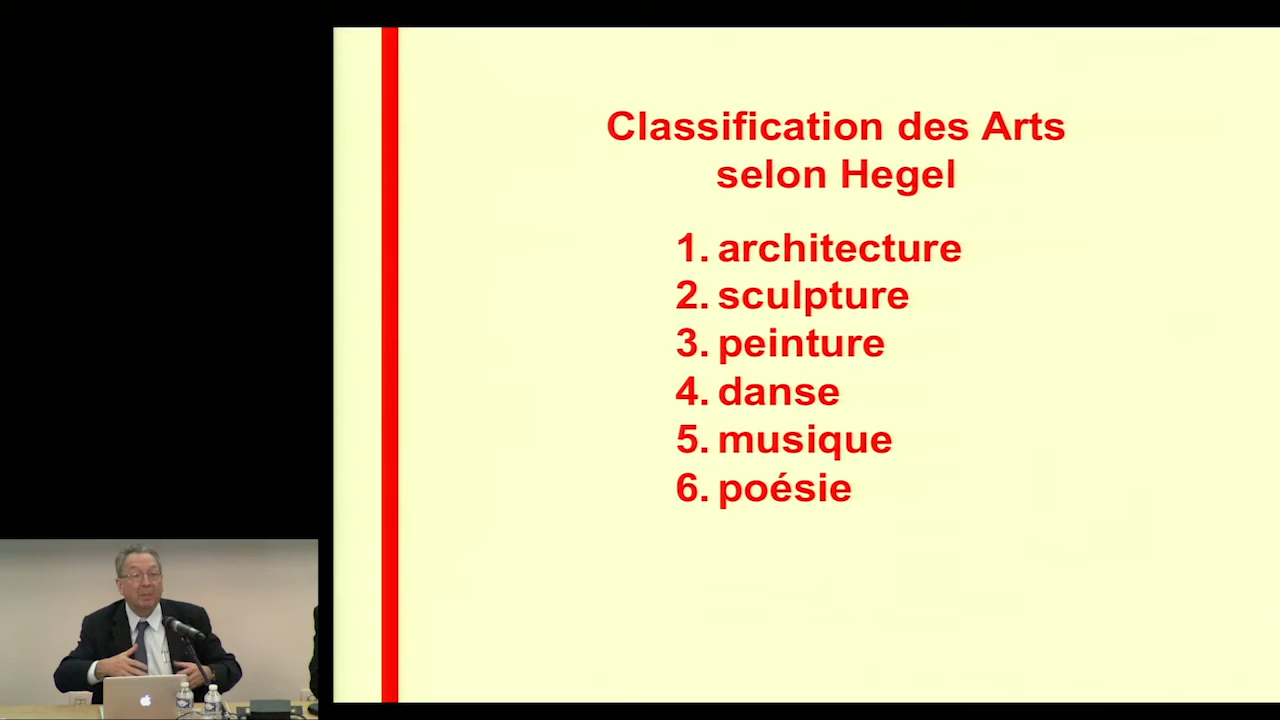 Classification des Arts
selon Hegel
1. architecture
2. sculpture
3. peinture
4. danse
5. musique
6. poésie